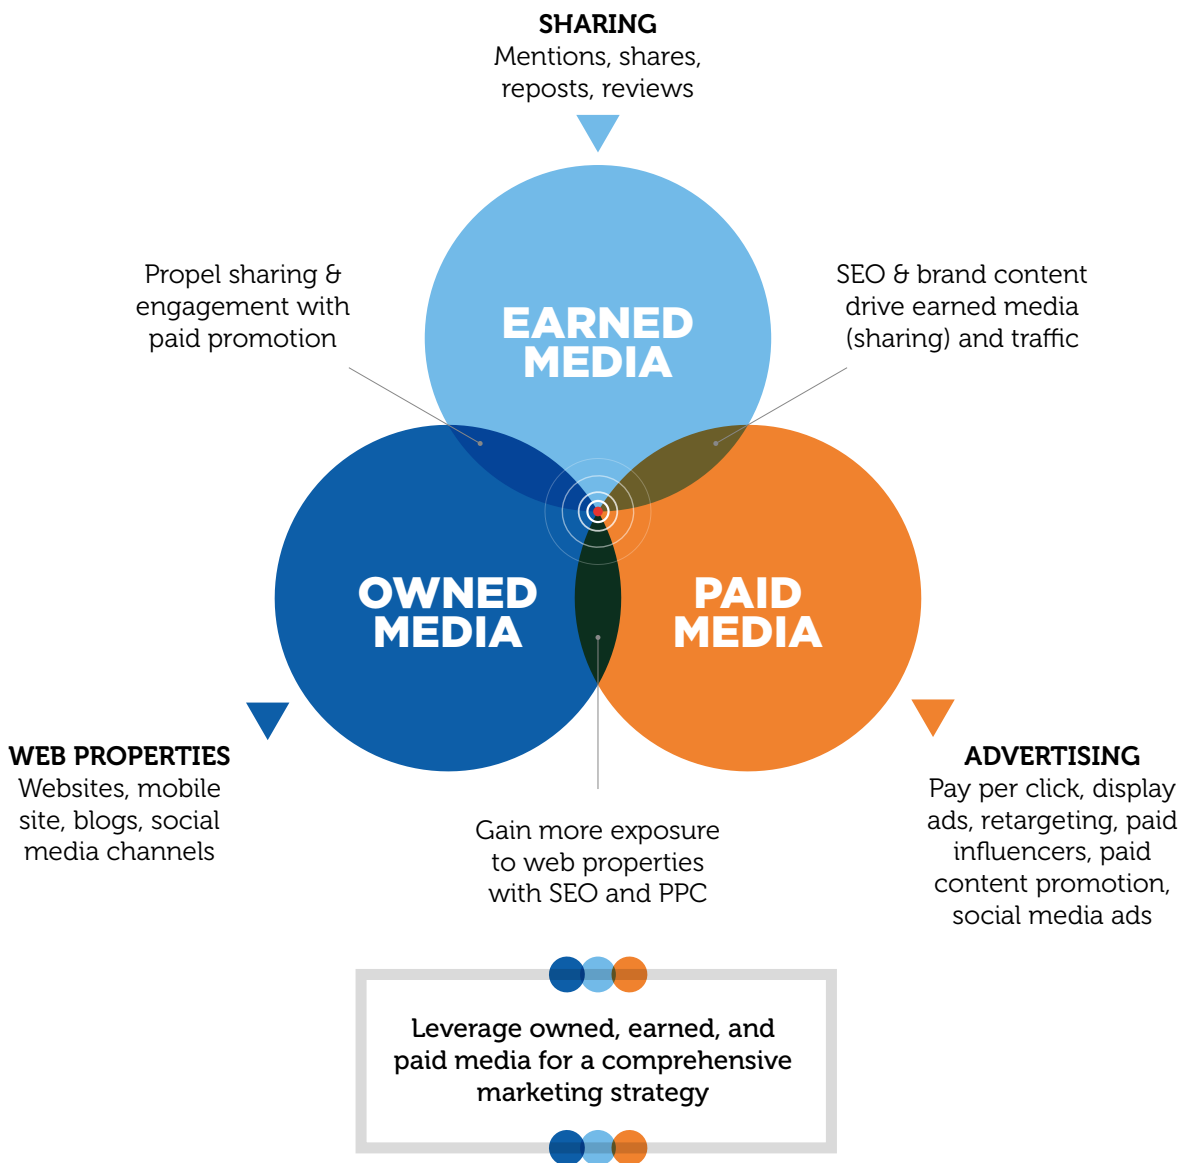 SHARING
Mentions, shares,
reposts, reviews
Propel sharing &
engagement with
paid promotion
SEO & brand content
drive earned media
(sharing) and traffic
EARNED
MEDIA
OWNED
MEDIA
PAID
MEDIA
WEB PROPERTIES
Websites, mobile
site, blogs, social
media channels
Gain more exposure
to web properties
with SEO and PPC
ADVERTISING
Pay per click, display
ads, retargeting, paid
influencers, paid
content promotion,
social media ads
Leverage owned, earned, and
paid media for a comprehensive
marketing strategy